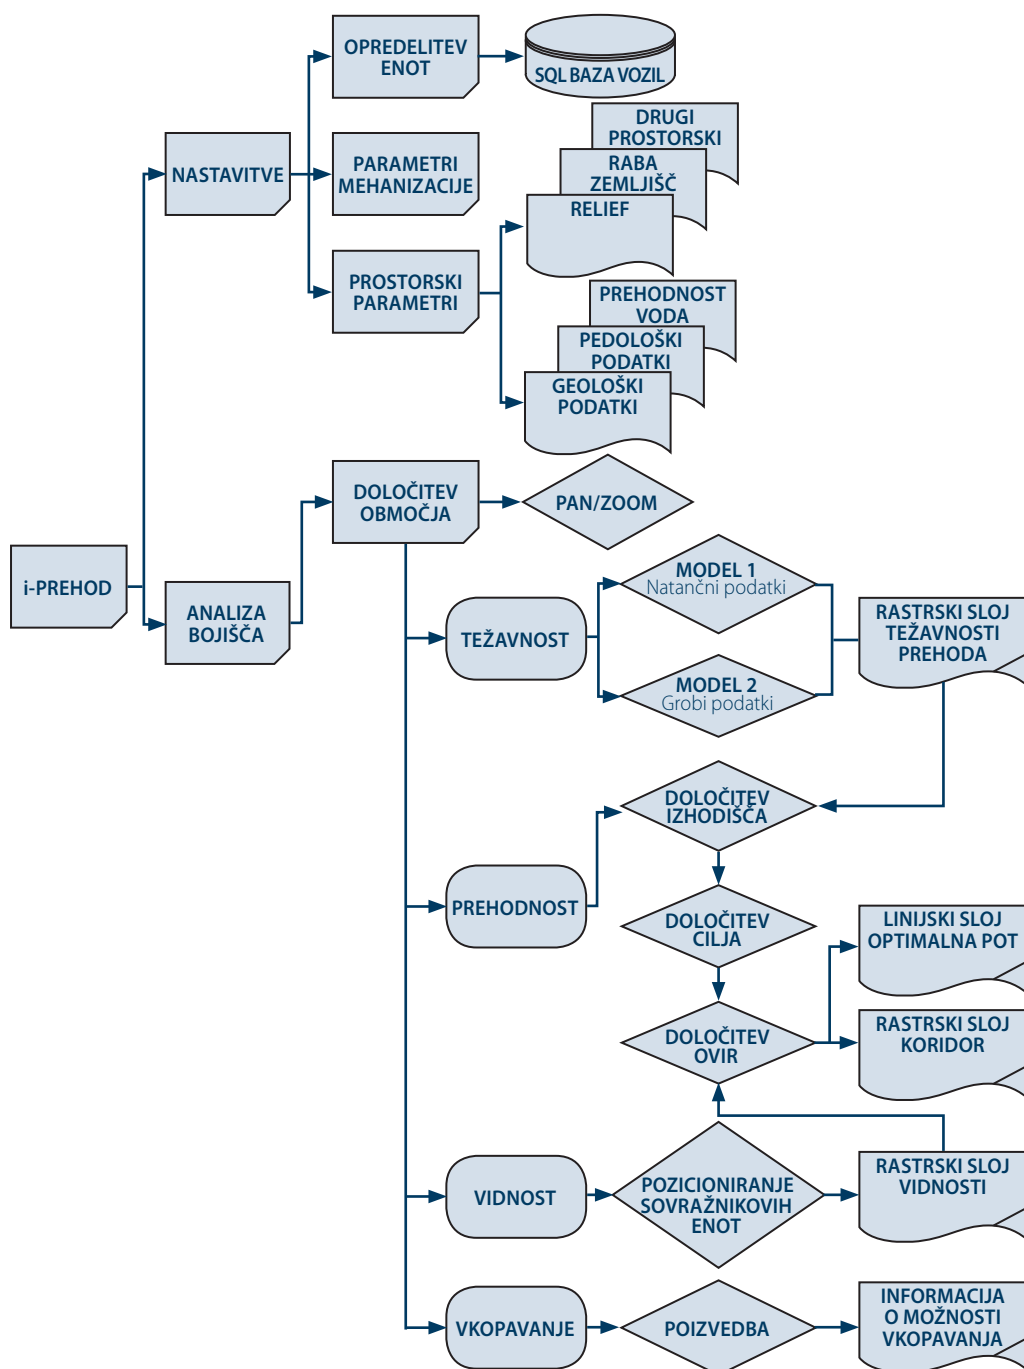 OPREDELITEV
ENOT
SQL BAZA VOZIL
DRUGI
PROSTORSKI
NASTAVITVE
PARAMETRI
MEHANIZACIJE
RABA
ZEMLJIŠČ
RELIEF
PROSTORSKI
PARAMETRI
PREHODNOST
VODA
PEDOLOŠKI
PODATKI
GEOLOŠKI
PODATKI
DOLOČITEV
OBMOČJA
PAN/ZOOM
i-PREHOD
ANALIZA
BOJIŠČA
TEŽAVNOST
MODEL 1
Natančni podatki
MODEL 2
Grobi podatki
RASTRSKI SLOJ
TEŽAVNOSTI
PREHODA
DOLOČITEV
IZHODIŠČA
PREHODNOST
DOLOČITEV
CILJA
LINIJSKI SLOJ
OPTIMALNA POT
DOLOČITEV
OVIR
RASTRSKI SLOJ
KORIDOR
VIDNOST
POZICIONIRANJE
SOVRAŽNIKOVIH
ENOT
RASTRSKI SLOJ
VIDNOSTI
VKOPAVANJE
POIZVEDBA
INFORMACIJA
O MOŽNOSTI
VKOPAVANJA